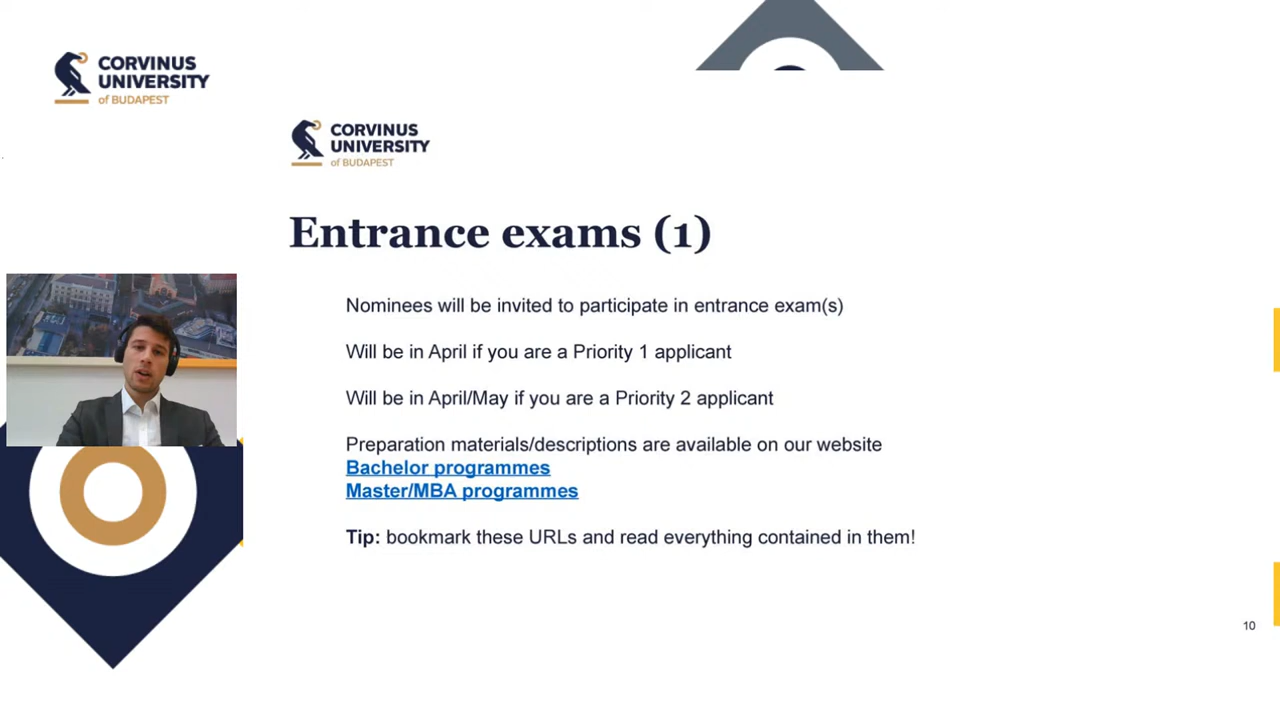 CORVINUS
UNIVERSITY
of BUDAPEST
CORVINUS
UNIVERSITY
of BUDAPEST
Entrance exams (1)
Nominees will be invited to participate in entrance exam(s)
Will be in April if you are a Priority 1 applicant
Will be in April/May if you are a Priority 2 applicant
Preparation materials/descriptions are available on our website
Bachelor programmes
Master/MBA programmes
Tip: bookmark these URLs and read everything contained in them!
10